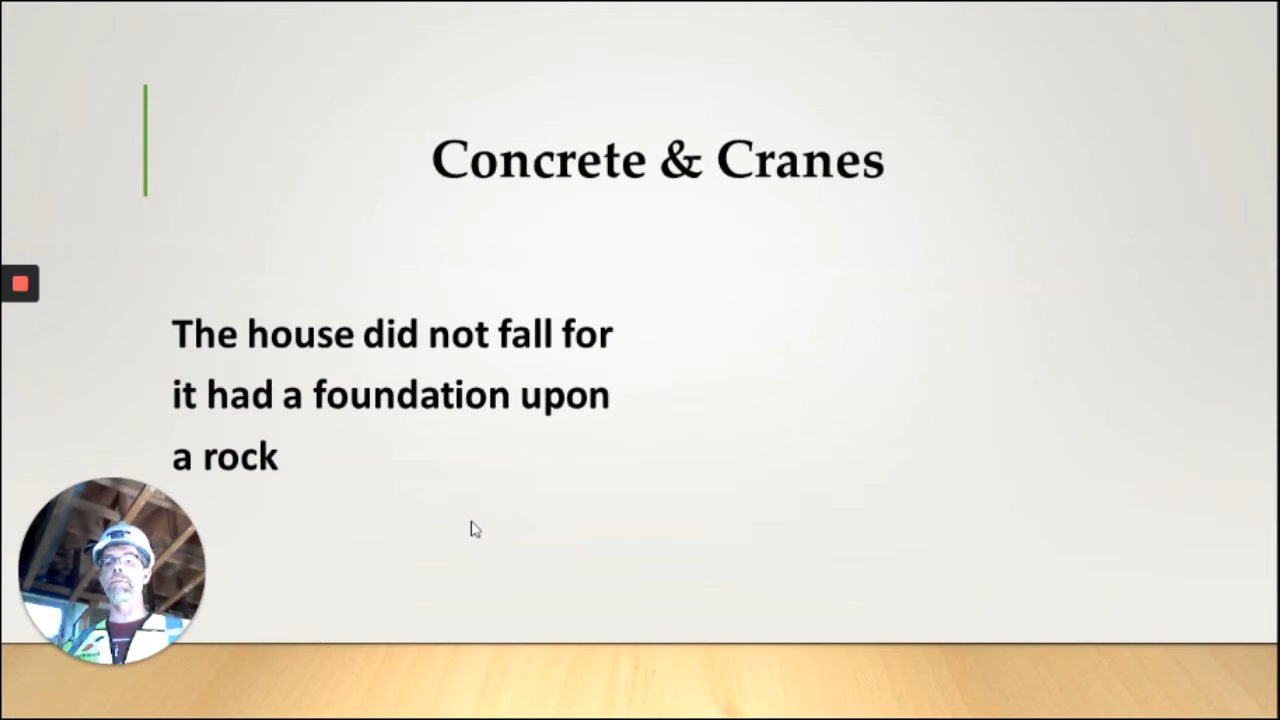 Concrete & Cranes
The house did not fall for
it had a foundation upon
a rock